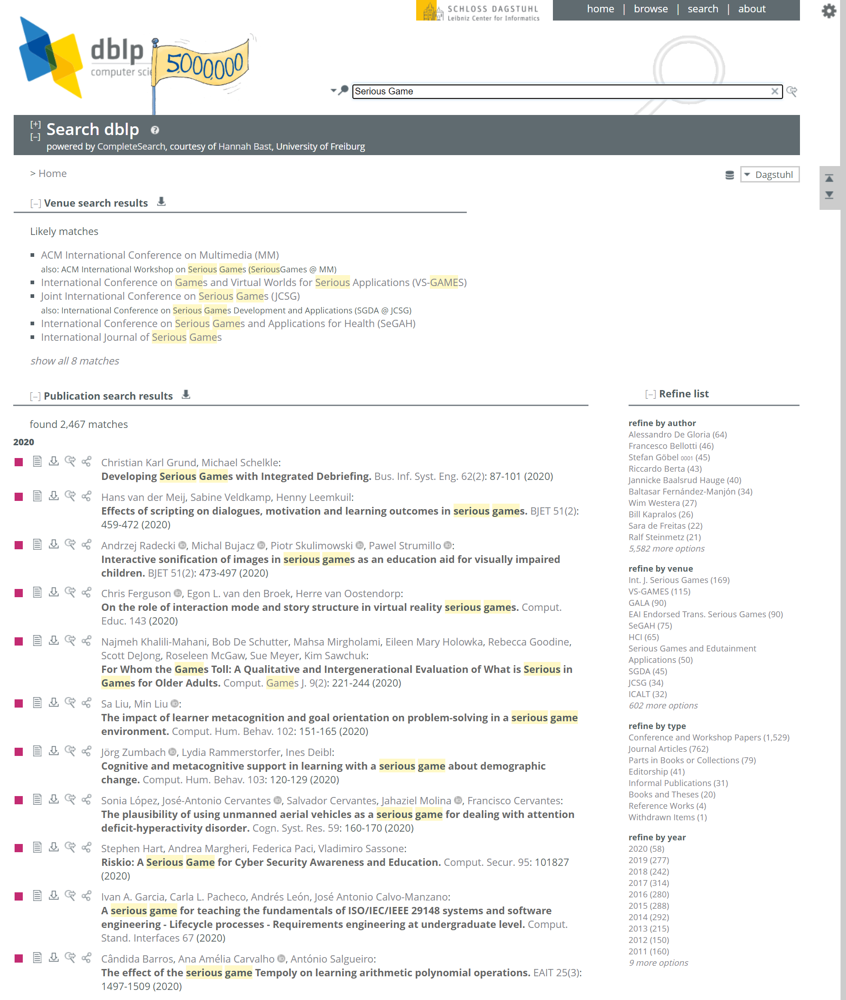 SCHLOSS DAGSTUHL
Leibniz Center for Informatics
home | browse | search | about
dblp
computer scie
5,000,000
Serious Game
[+]
[–]
Search dblp ?
powered by CompleteSearch, courtesy of Hannah Bast, University of Freiburg
> Home
Dagstuhl
[–] Venue search results
Likely matches
ACM International Conference on Multimedia (MM)
also: ACM International Workshop on Serious Games (SeriousGames @ MM)
International Conference on Games and Virtual Worlds for Serious Applications (VS-GAMES)
Joint International Conference on Serious Games (JCSG)
also: International Conference on Serious Games Development and Applications (SGDA @ JCSG)
International Conference on Serious Games and Applications for Health (SeGAH)
International Journal of Serious Games
show all 8 matches
[–] Publication search results
found 2,467 matches
2020
Christian Karl Grund, Michael Schelkle:
Developing Serious Games with Integrated Debriefing. Bus. Inf. Syst. Eng. 62(2): 87-101 (2020)
Hans van der Meij, Sabine Veldkamp, Henny Leemkuil:
Effects of scripting on dialogues, motivation and learning outcomes in serious games. BJET 51(2):
459-472 (2020)
Andrzej Radecki iD, Michal Bujacz iD, Piotr Skulimowski iD, Pawel Strumillo iD:
Interactive sonification of images in serious games as an education aid for visually impaired
children. BJET 51(2): 473-497 (2020)
Chris Ferguson iD, Egon L. van den Broek, Herre van Oostendorp:
On the role of interaction mode and story structure in virtual reality serious games. Comput.
Educ. 143 (2020)
Najmeh Khalili-Mahani, Bob De Schutter, Mahsa Mirgholami, Eileen Mary Holowka, Rebecca Goodine,
Scott DeJong, Roseleen McGaw, Sue Meyer, Kim Sawchuk:
For Whom the Games Toll: A Qualitative and Intergenerational Evaluation of What is Serious in
Games for Older Adults. Comput. Games J. 9(2): 221-244 (2020)
Sa Liu, Min Liu iD:
The impact of learner metacognition and goal orientation on problem-solving in a serious game
environment. Comput. Hum. Behav. 102: 151-165 (2020)
Jörg Zumbach iD, Lydia Rammerstorfer, Ines Deibl:
Cognitive and metacognitive support in learning with a serious game about demographic
change. Comput. Hum. Behav. 103: 120-129 (2020)
Sonia López, José-Antonio Cervantes iD, Salvador Cervantes, Jahaziel Molina iD, Francisco Cervantes:
The plausibility of using unmanned aerial vehicles as a serious game for dealing with attention
deficit-hyperactivity disorder. Cogn. Syst. Res. 59: 160-170 (2020)
Stephen Hart, Andrea Margheri, Federica Paci, Vladimiro Sassone:
Riskio: A Serious Game for Cyber Security Awareness and Education. Comput. Secur. 95: 101827
(2020)
Ivan A. Garcia, Carla L. Pacheco, Andrés León, José Antonio Calvo-Manzano:
A serious game for teaching the fundamentals of ISO/IEC/IEEE 29148 systems and software
engineering - Lifecycle processes - Requirements engineering at undergraduate level. Comput.
Stand. Interfaces 67 (2020)
Cândida Barros, Ana Amélia Carvalho iD, António Salgueiro:
The effect of the serious game Tempoly on learning arithmetic polynomial operations. EAIT 25(3):
1497-1509 (2020)
[–] Refine list
refine by author
Alessandro De Gloria (64)
Francesco Bellotti (46)
Stefan Göbel 0001 (45)
Riccardo Berta (43)
Jannicke Baalsrud Hauge (40)
Baltasar Fernández-Manjón (34)
Wim Westera (27)
Bill Kapralos (26)
Sara de Freitas (22)
Ralf Steinmetz (21)
5,582 more options
refine by venue
Int. J. Serious Games (169)
VS-GAMES (115)
GALA (90)
EAI Endorsed Trans. Serious Games (90)
SeGAH (75)
HCI (65)
Serious Games and Edutainment
Applications (50)
SGDA (45)
JCSG (34)
ICALT (32)
602 more options
refine by type
Conference and Workshop Papers (1,529)
Journal Articles (762)
Parts in Books or Collections (79)
Editorship (41)
Informal Publications (31)
Books and Theses (20)
Reference Works (4)
Withdrawn Items (1)
refine by year
2020 (58)
2019 (277)
2018 (242)
2017 (314)
2016 (280)
2015 (288)
2014 (292)
2013 (215)
2012 (150)
2011 (160)
9 more options